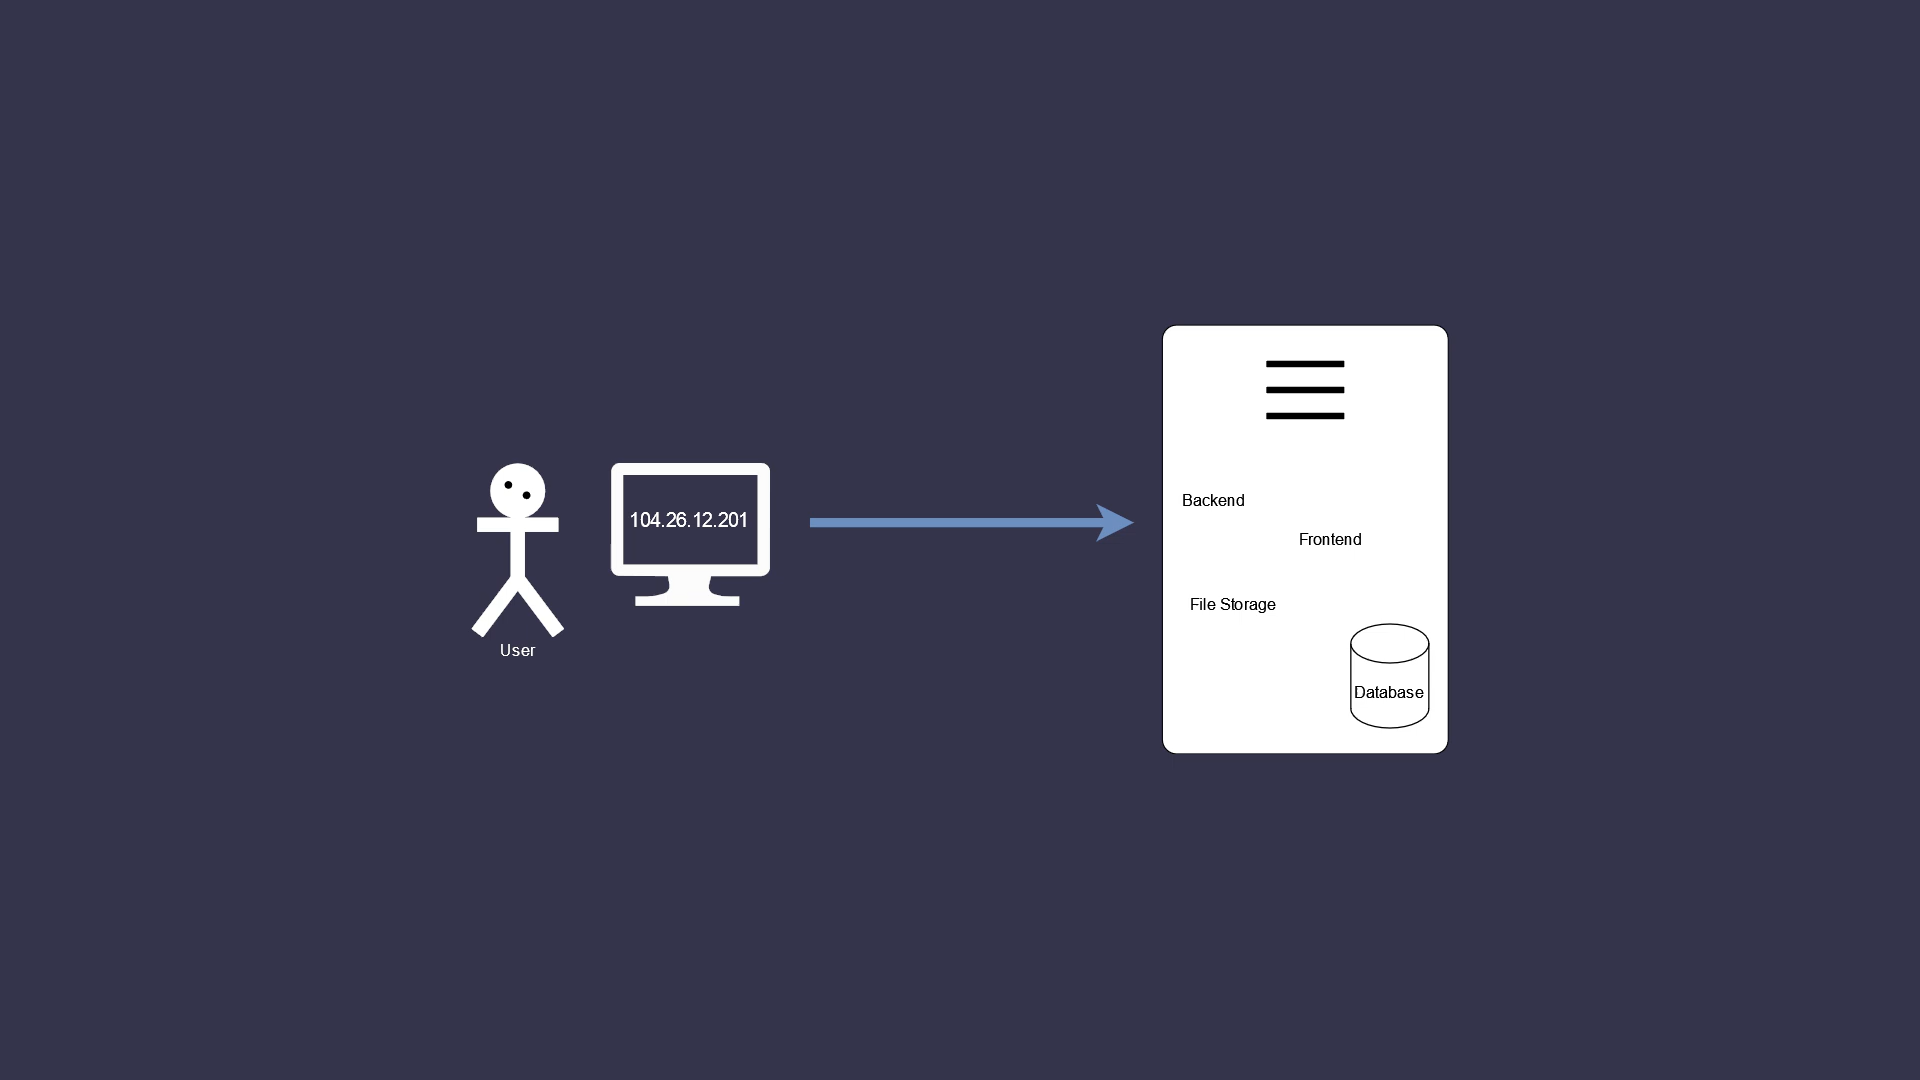 104.26.12.201
User
Backend
Frontend
File Storage
Database